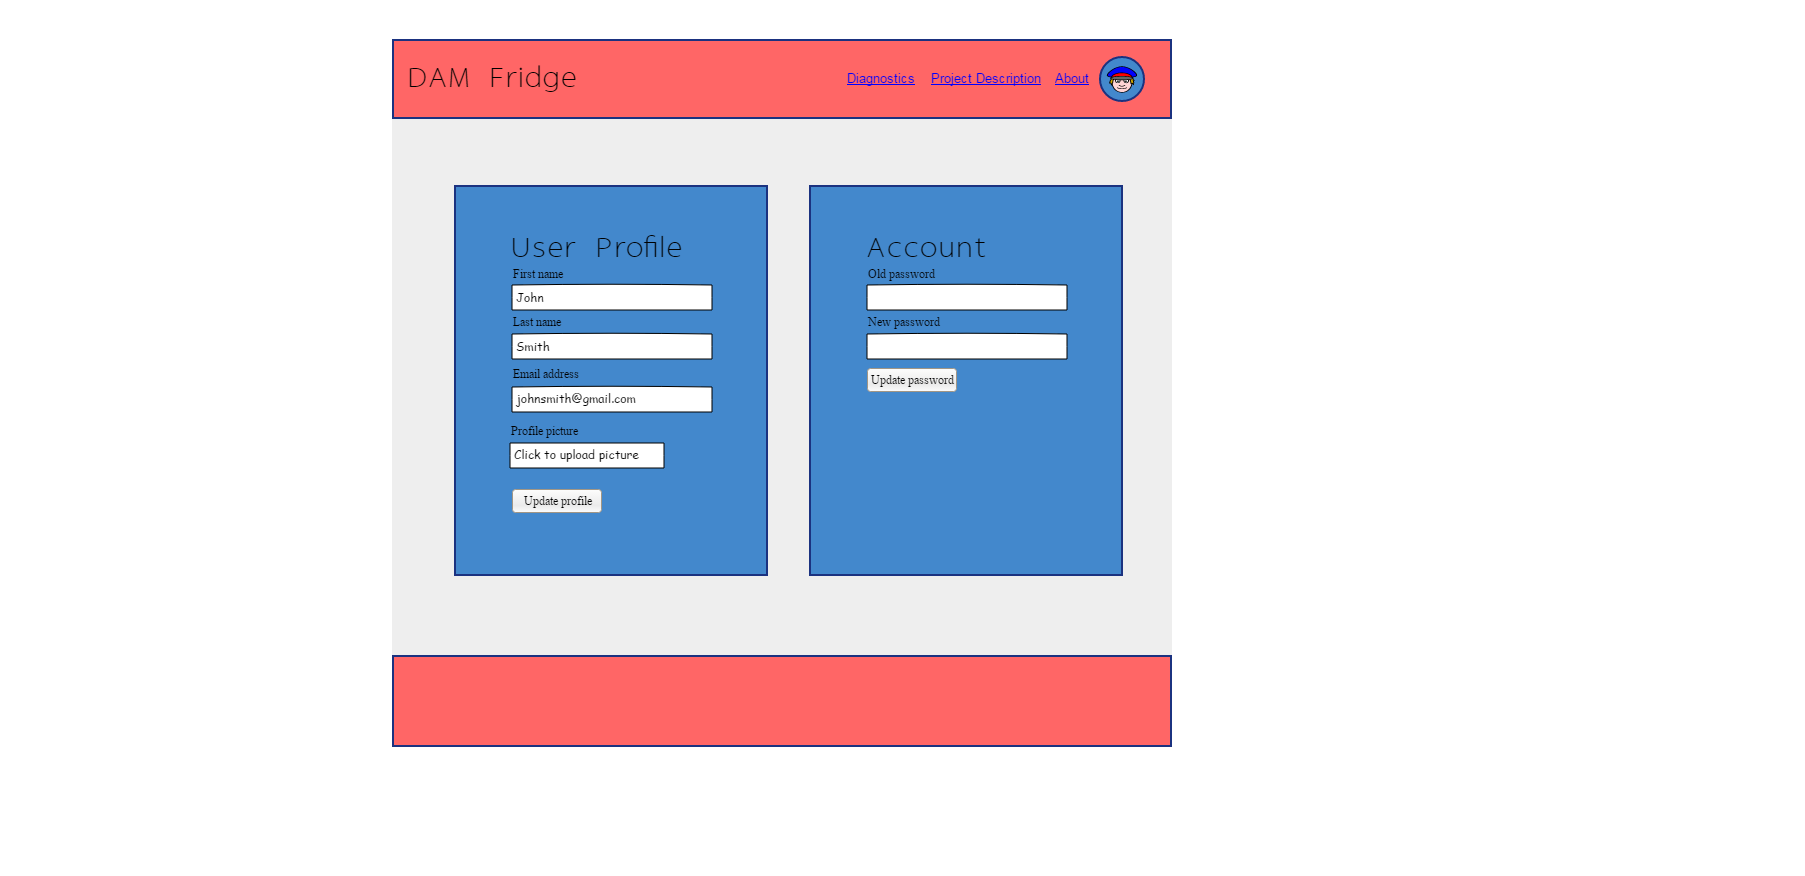 DAM Fridge
Diagnostics Project Description About
User Profile
First name
John
Last name
Smith
Email address
johnsmith@gmail.com
Profile picture
Click to upload picture
Update profile
Account
Old password
New password
Update password